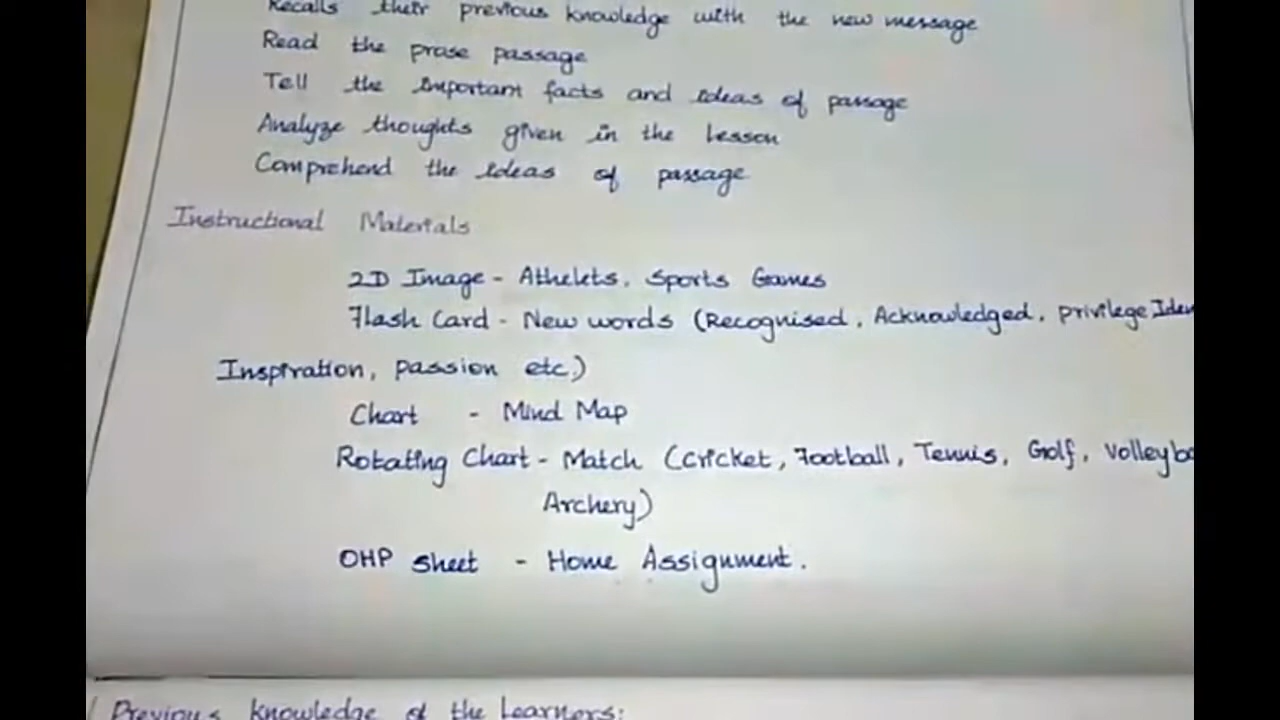 Recalls their previous knowledge with the new message
Read the prose passage
Tell the important facts and ideas of passage
Analyze thoughts given in the lesson
Comprehend the ideas of passage
Instructional Materials
2D Image - Athelets, Sports Games
Flash Card - New words (Recognised, Acknowledged, privilege, Iden
Inspiration, passion etc)
Chart - Mind Map
Rotating Chart - Match (Cricket, Football, Tennis, Golf, Volleyba
Archery)
OHP sheet - Home Assignment.
Previous knowledge of the Learners: